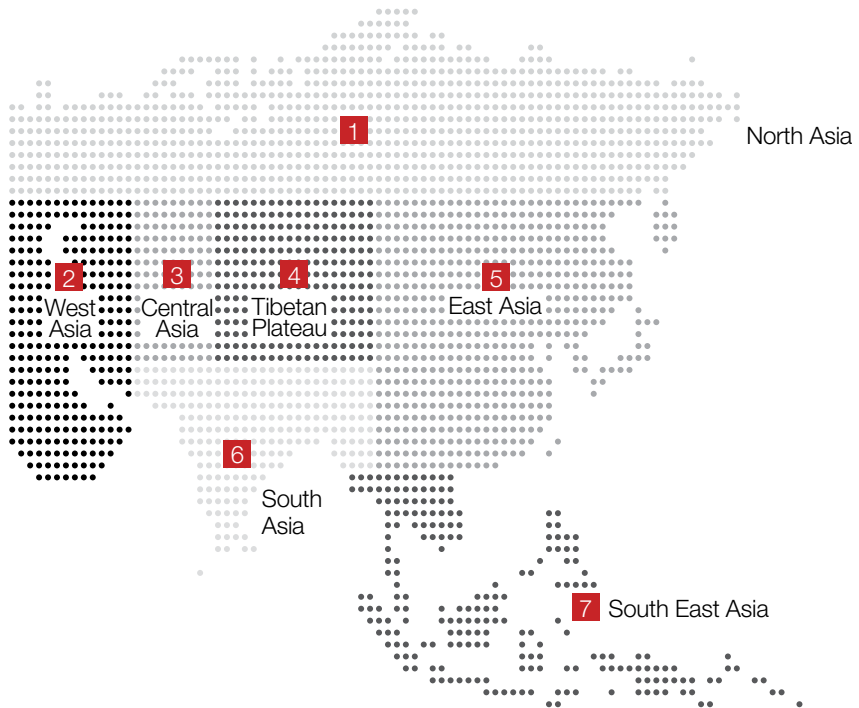 1
North Asia
2
West
Asia
3
Central
Asia
4
Tibetan
Plateau
5
East Asia
6
South
Asia
7
South East Asia